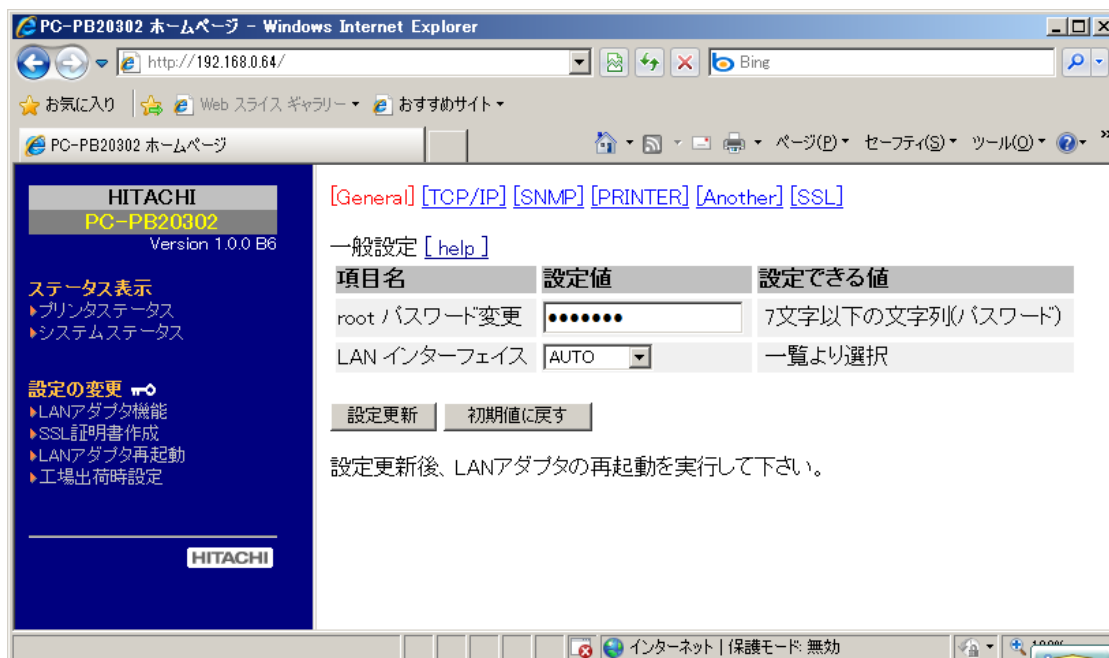 PC-PB20302 ホームページ - Windows Internet Explorer
http://192.168.0.64/
Bing
お気に入り
Web スライス ギャラリー
おすすめサイト
PC-PB20302 ホームページ
ページ(P) セーフティ(S) ツール(O) »
HITACHI
PC-PB20302
Version 1.0.0 B6
ステータス表示
プリンタステータス
システムステータス
設定の変更
LANアダプタ機能
SSL証明書作成
LANアダプタ再起動
工場出荷時設定
HITACHI
[General] [TCP/IP] [SNMP] [PRINTER] [Another] [SSL]
一般設定 [ help ]
項目名 設定値 設定できる値
root パスワード変更 ••••••• 7文字以下の文字列(パスワード)
LAN インターフェイス AUTO 一覧より選択
設定更新 初期値に戻す
設定更新後、LANアダプタの再起動を実行して下さい。
インターネット | 保護モード: 無効